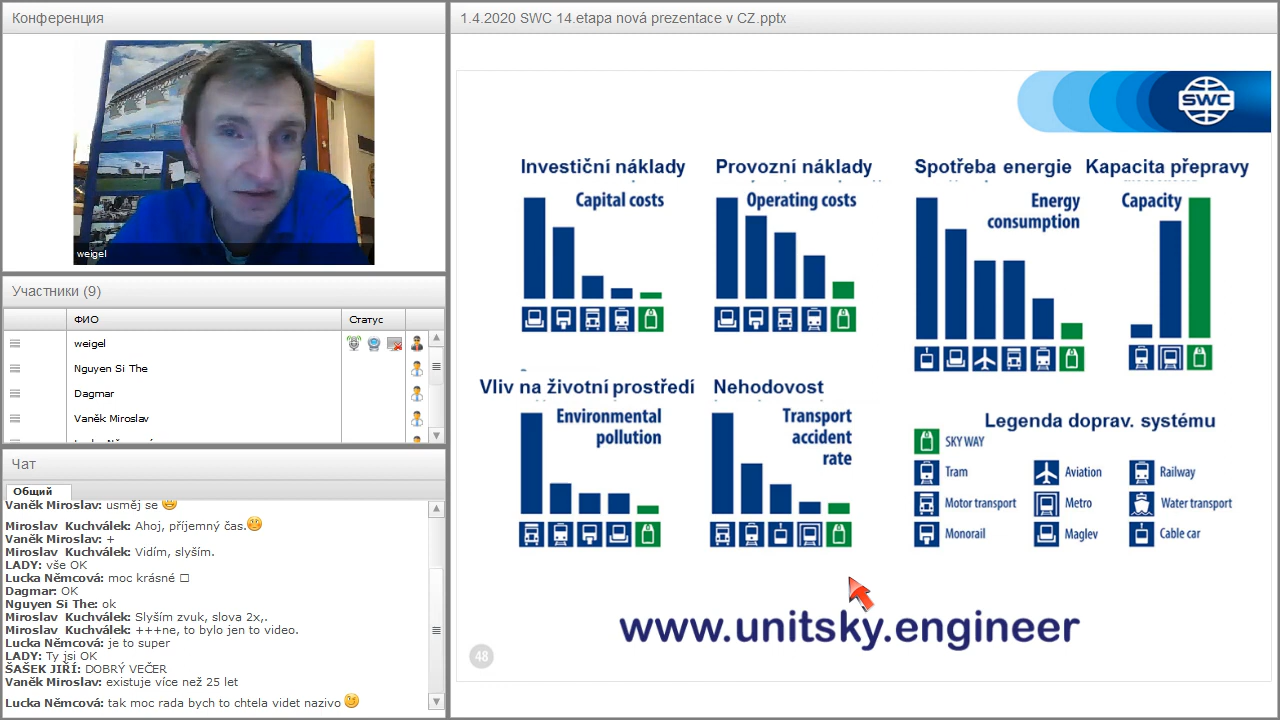 Конференция
weigel
Участники (9)
ФИО
Статус
weigel
Nguyen Si The
Dagmar
Vaněk Miroslav
Чат
Общий
Vaněk Miroslav: usměj se
Miroslav Kuchválek: Ahoj, příjemný čas.
Vaněk Miroslav: +
Miroslav Kuchválek: Vidím, slyším.
LADY: vše OK
Lucka Němcová: moc krásné □
Dagmar: OK
Nguyen Si The: ok
Miroslav Kuchválek: Slyším zvuk, slova 2x,.
Miroslav Kuchválek: +++ne, to bylo jen to video.
Lucka Němcová: je to super
LADY: Ty jsi OK
ŠAŠEK JIŘÍ: DOBRÝ VEČER
Vaněk Miroslav: existuje více než 25 let
Lucka Němcová: tak moc rada bych to chtela videt nazivo
1.4.2020 SWC 14.etapa nová prezentace v CZ.pptx
SWC
Investiční náklady
Capital costs
Provozní náklady
Operating costs
Spotřeba energie
Energy
consumption
Kapacita přepravy
Capacity
Vliv na životní prostředí
Environmental
pollution
Nehodovost
Transport
accident
rate
Legenda doprav. systému
SKY WAY
Tram
Aviation
Railway
Motor transport
Metro
Water transport
Monorail
Maglev
Cable car
www.unitsky.engineer
48